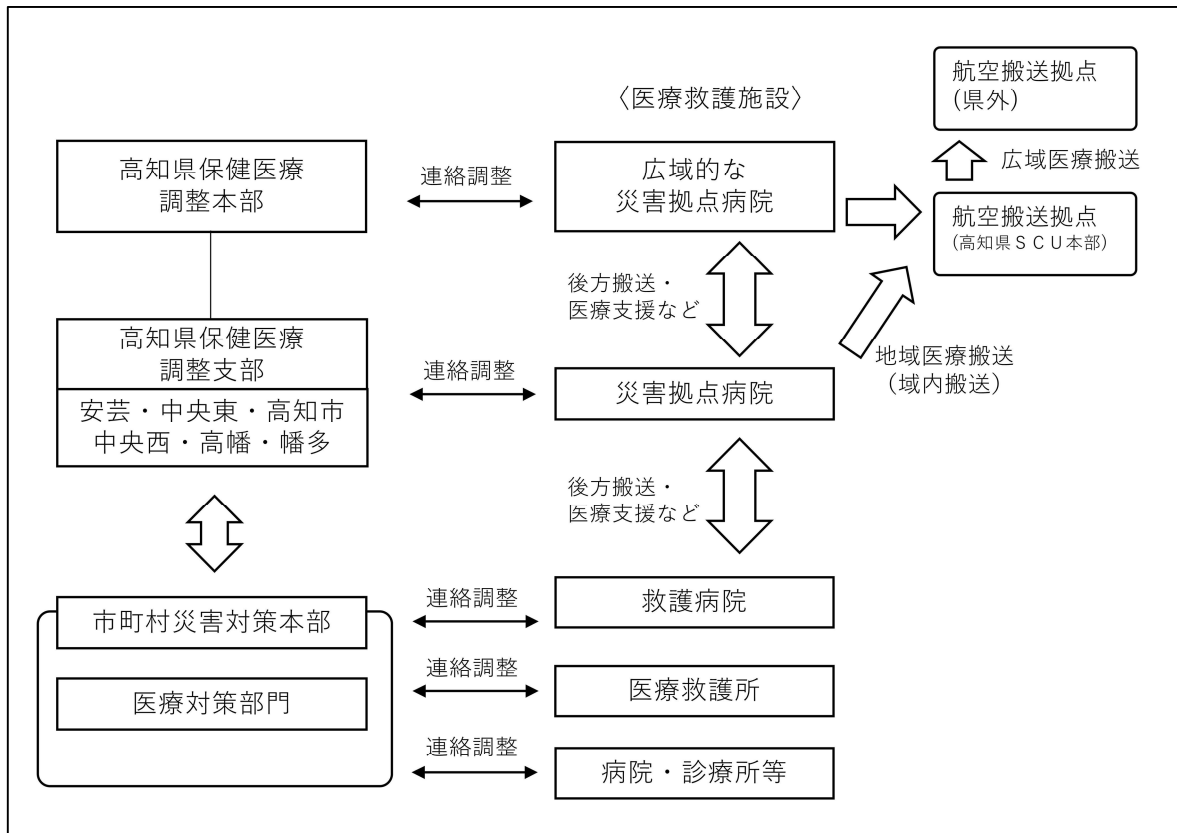 航空搬送拠点
(県外)
〈医療救護施設〉
高知県保健医療
調整本部
連絡調整
広域的な
災害拠点病院
広域医療搬送
航空搬送拠点
(高知県ＳＣＵ本部)
後方搬送・
医療支援など
地域医療搬送
(域内搬送)
高知県保健医療
調整支部
安芸・中央東・高知市
中央西・高幡・幡多
連絡調整
災害拠点病院
後方搬送・
医療支援など
市町村災害対策本部
医療対策部門
連絡調整
救護病院
連絡調整
医療救護所
連絡調整
病院・診療所等